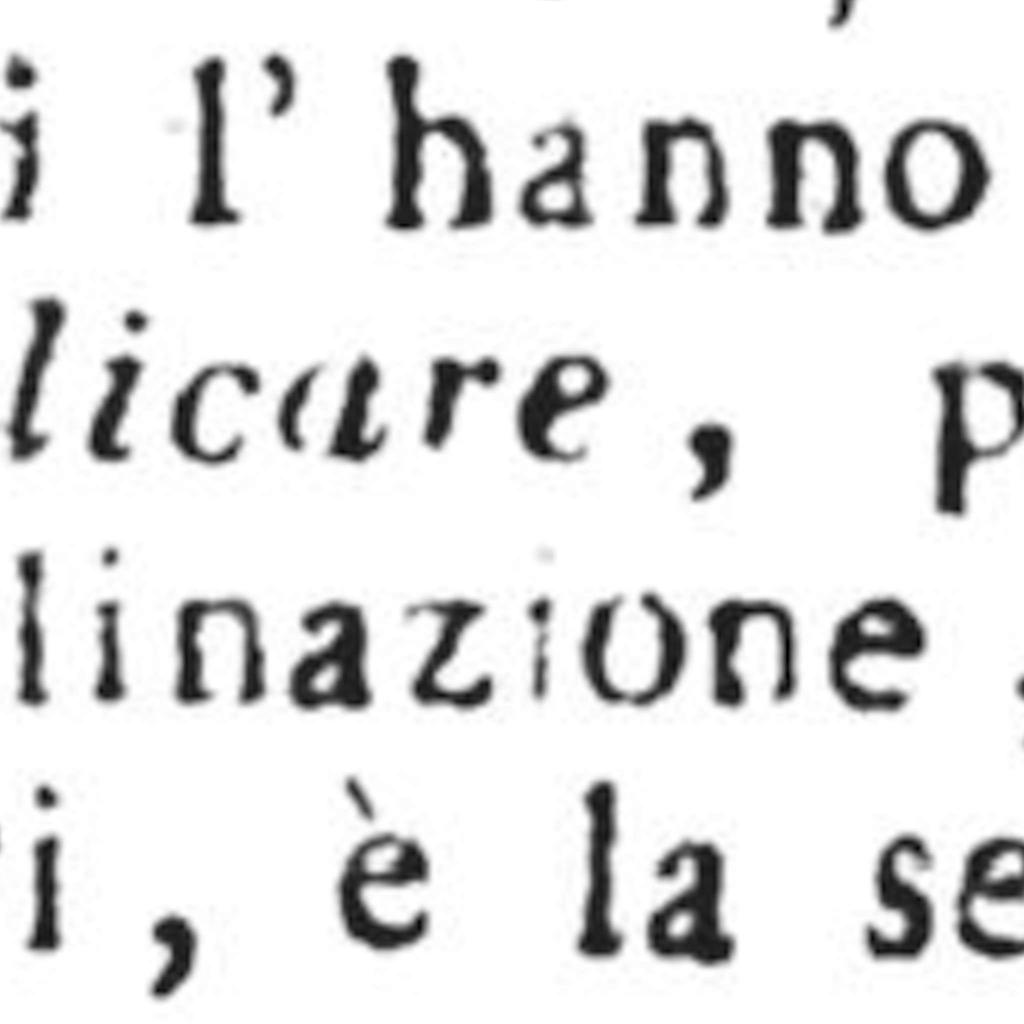 i l'hanno
licare, p
linazione,
i, è la se